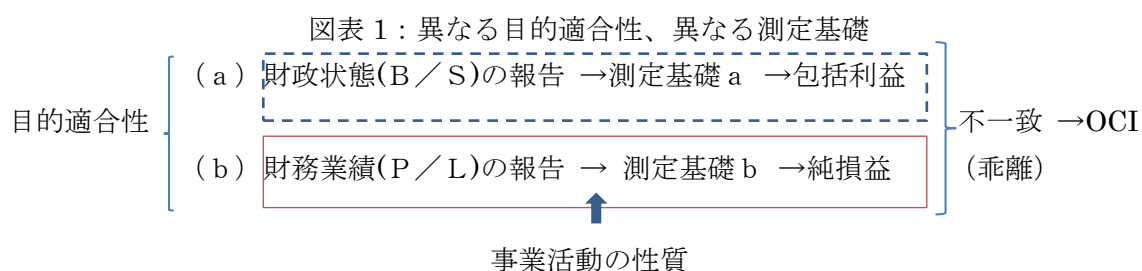 図表 1：異なる目的適合性、異なる測定基礎
（a）財政状態(B／S)の報告 →測定基礎a →包括利益
目的適合性 不一致 →OCI
（b）財務業績(P／L)の報告 → 測定基礎b →純損益 （乖離）
事業活動の性質